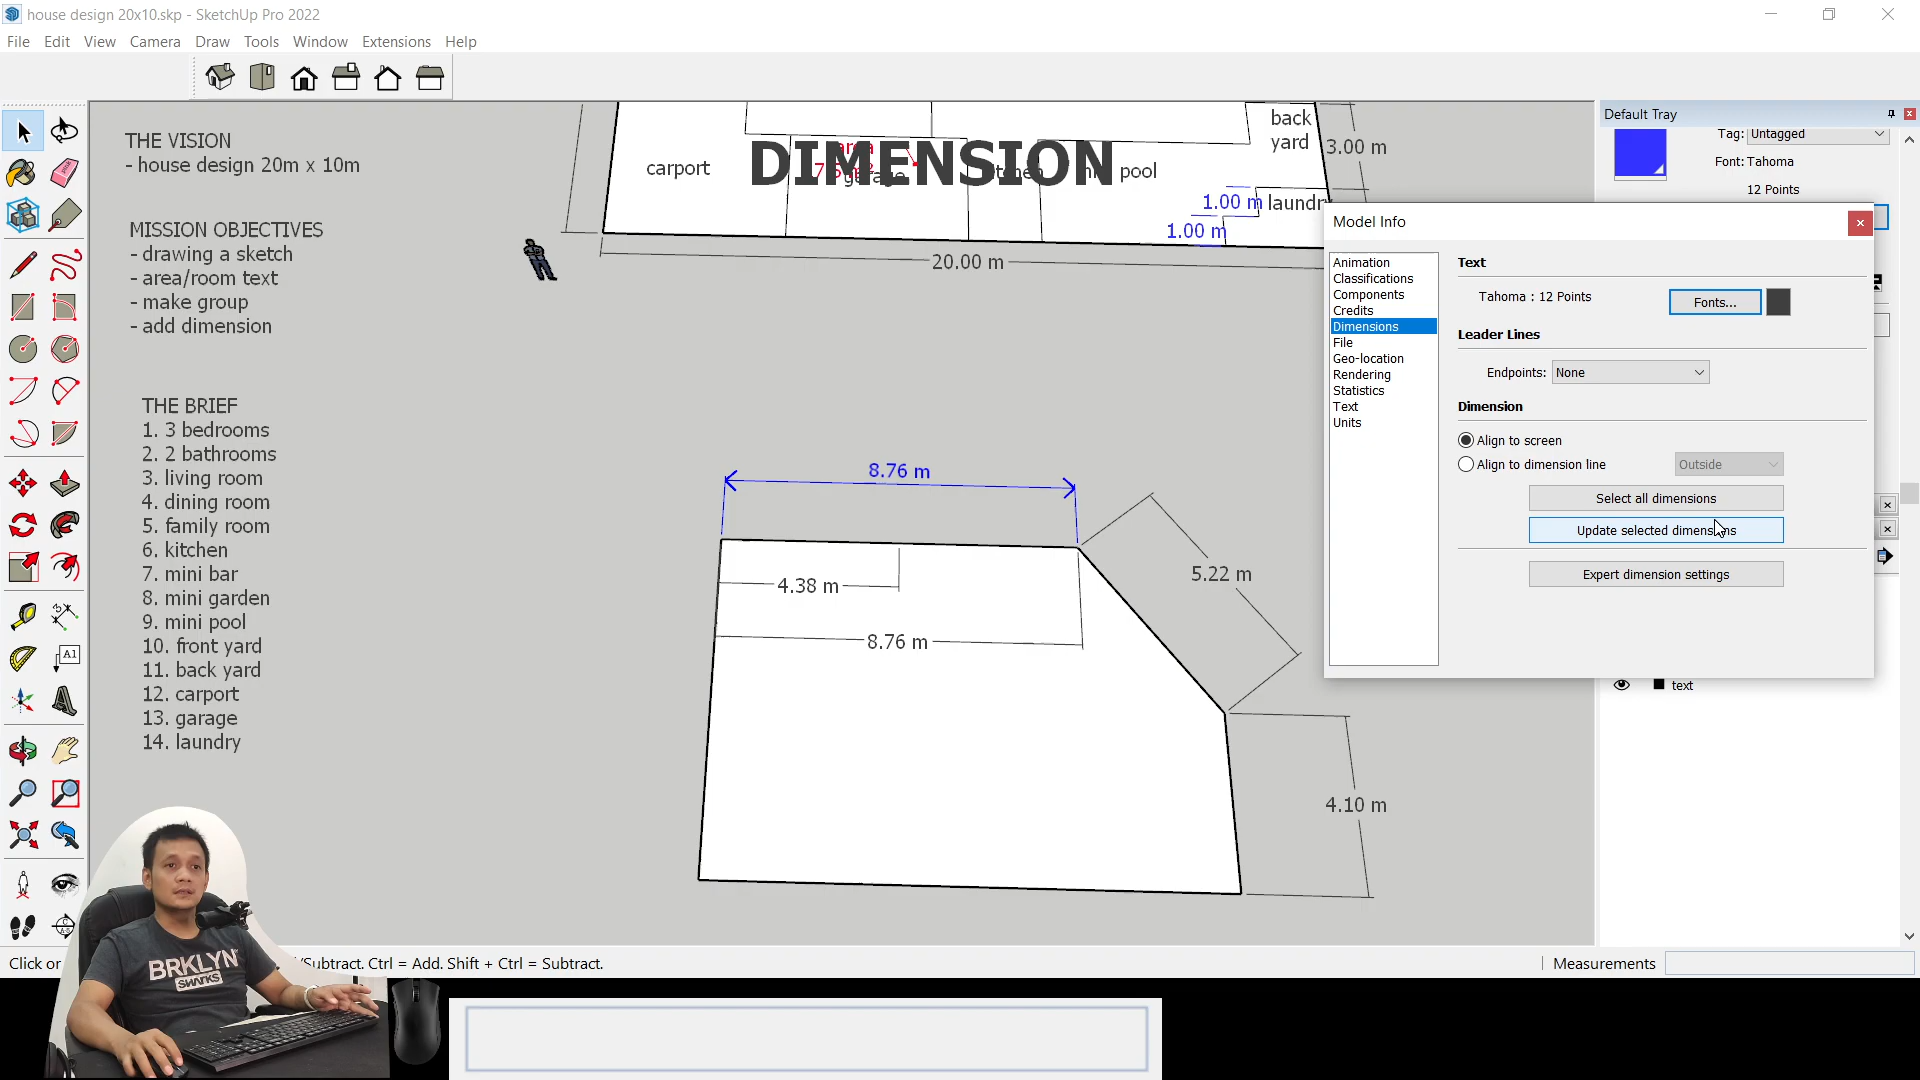 house design 20x10.skp - SketchUp Pro 2022
File Edit View Camera Draw Tools Window Extensions Help
THE VISION
- house design 20m x 10m
MISSION OBJECTIVES
- drawing a sketch
- area/room text
- make group
- add dimension
THE BRIEF
1. 3 bedrooms
2. 2 bathrooms
3. living room
4. dining room
5. family room
6. kitchen
7. mini bar
8. mini garden
9. mini pool
10. front yard
11. back yard
12. carport
13. garage
14. laundry
DIMENSION
carport
area
garage
kitchen
pool
back
yard
laundry
3.00 m
1.00 m
1.00 m
20.00 m
8.76 m
4.38 m
8.76 m
5.22 m
4.10 m
Default Tray
Tag: Untagged
Font: Tahoma
12 Points
Model Info
Animation
Classifications
Components
Credits
Dimensions
File
Geo-location
Rendering
Statistics
Text
Units
Text
Tahoma : 12 Points
Fonts...
Leader Lines
Endpoints: None
Dimension
Align to screen
Align to dimension line
Outside
Select all dimensions
Update selected dimensions
Expert dimension settings
text
A1
BRKLYN
SHARKS
Click or
/Subtract. Ctrl = Add. Shift + Ctrl = Subtract.
Measurements